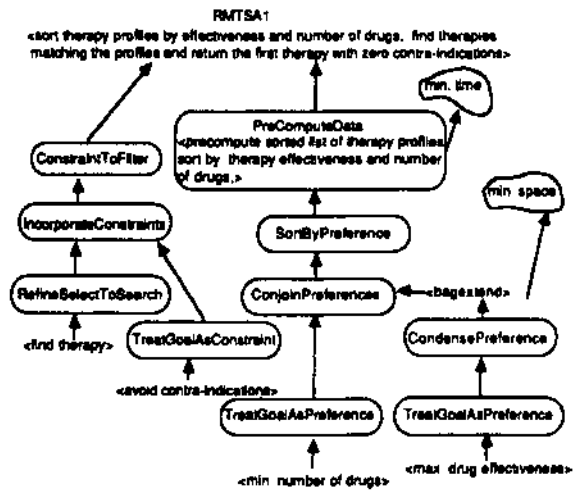 RMTSA1
<sort therapy profiles by effectiveness and number of drugs, find therapies
matching the profiles and return the first therapy with zero contra-indications>
min. time
PreComputeData
<precompute sorted list of therapy profiles,
sort by therapy effectiveness and number
of drugs.>
ConstraintToFilter
min space
IncorporateConstraints
SortByPreference
RefineSelectToSearch
ConjoinPreferences
<bagextend>
<find therapy>
TreatGoalAsConstraint
CondensePreference
<avoid contra-indications>
TreatGoalAsPreference
TreatGoalAsPreference
<min number of drugs>
<max drug effectiveness>